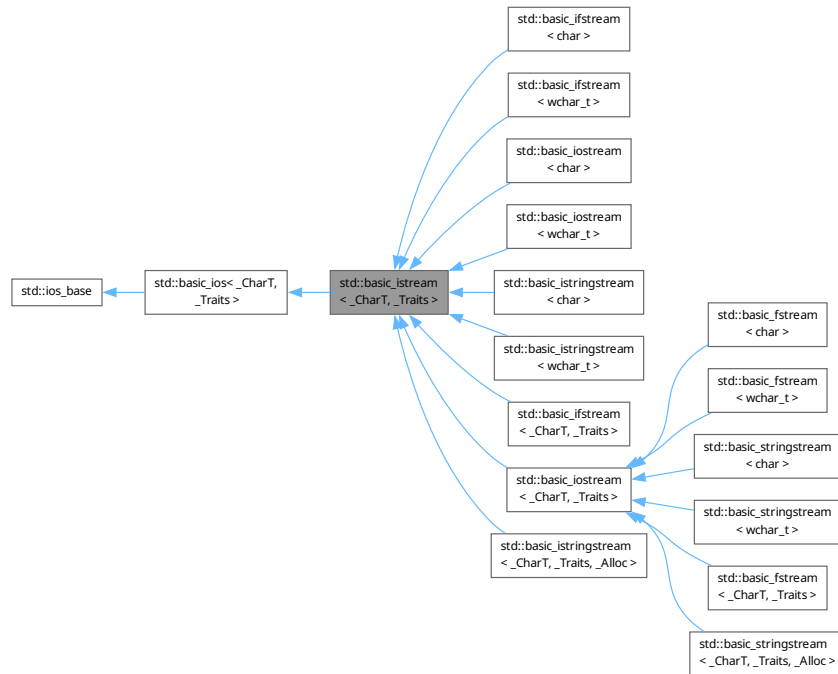 std::basic_ifstream
< char >
std::basic_ifstream
< wchar_t >
std::basic_iostream
< char >
std::basic_iostream
< wchar_t >
std::ios_base
std::basic_ios< _CharT,
_Traits >
std::basic_istream
< _CharT, _Traits >
std::basic_istringstream
< char >
std::basic_istringstream
< wchar_t >
std::basic_ifstream
< _CharT, _Traits >
std::basic_iostream
< _CharT, _Traits >
std::basic_istringstream
< _CharT, _Traits, _Alloc >
std::basic_fstream
< char >
std::basic_fstream
< wchar_t >
std::basic_stringstream
< char >
std::basic_stringstream
< wchar_t >
std::basic_fstream
< _CharT, _Traits >
std::basic_stringstream
< _CharT, _Traits, _Alloc >